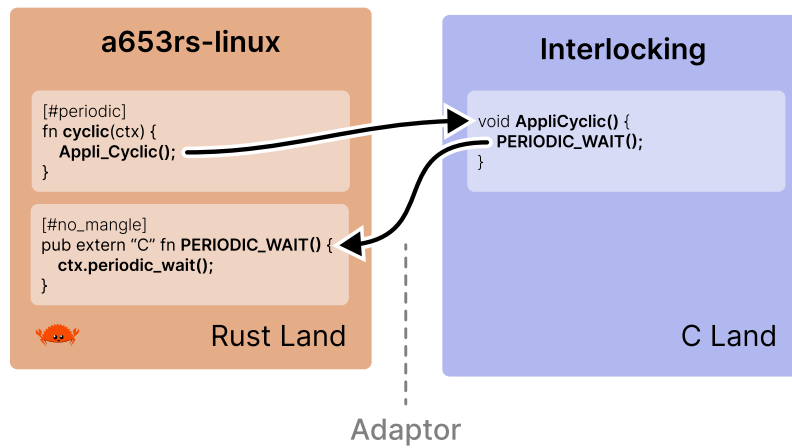 a653rs-linux
[#periodic]
fn cyclic(ctx) {
Appli_Cyclic();
}
[#no_mangle]
pub extern “C” fn PERIODIC_WAIT() {
ctx.periodic_wait();
}
Rust Land
Interlocking
void AppliCyclic() {
PERIODIC_WAIT();
}
C Land
Adaptor